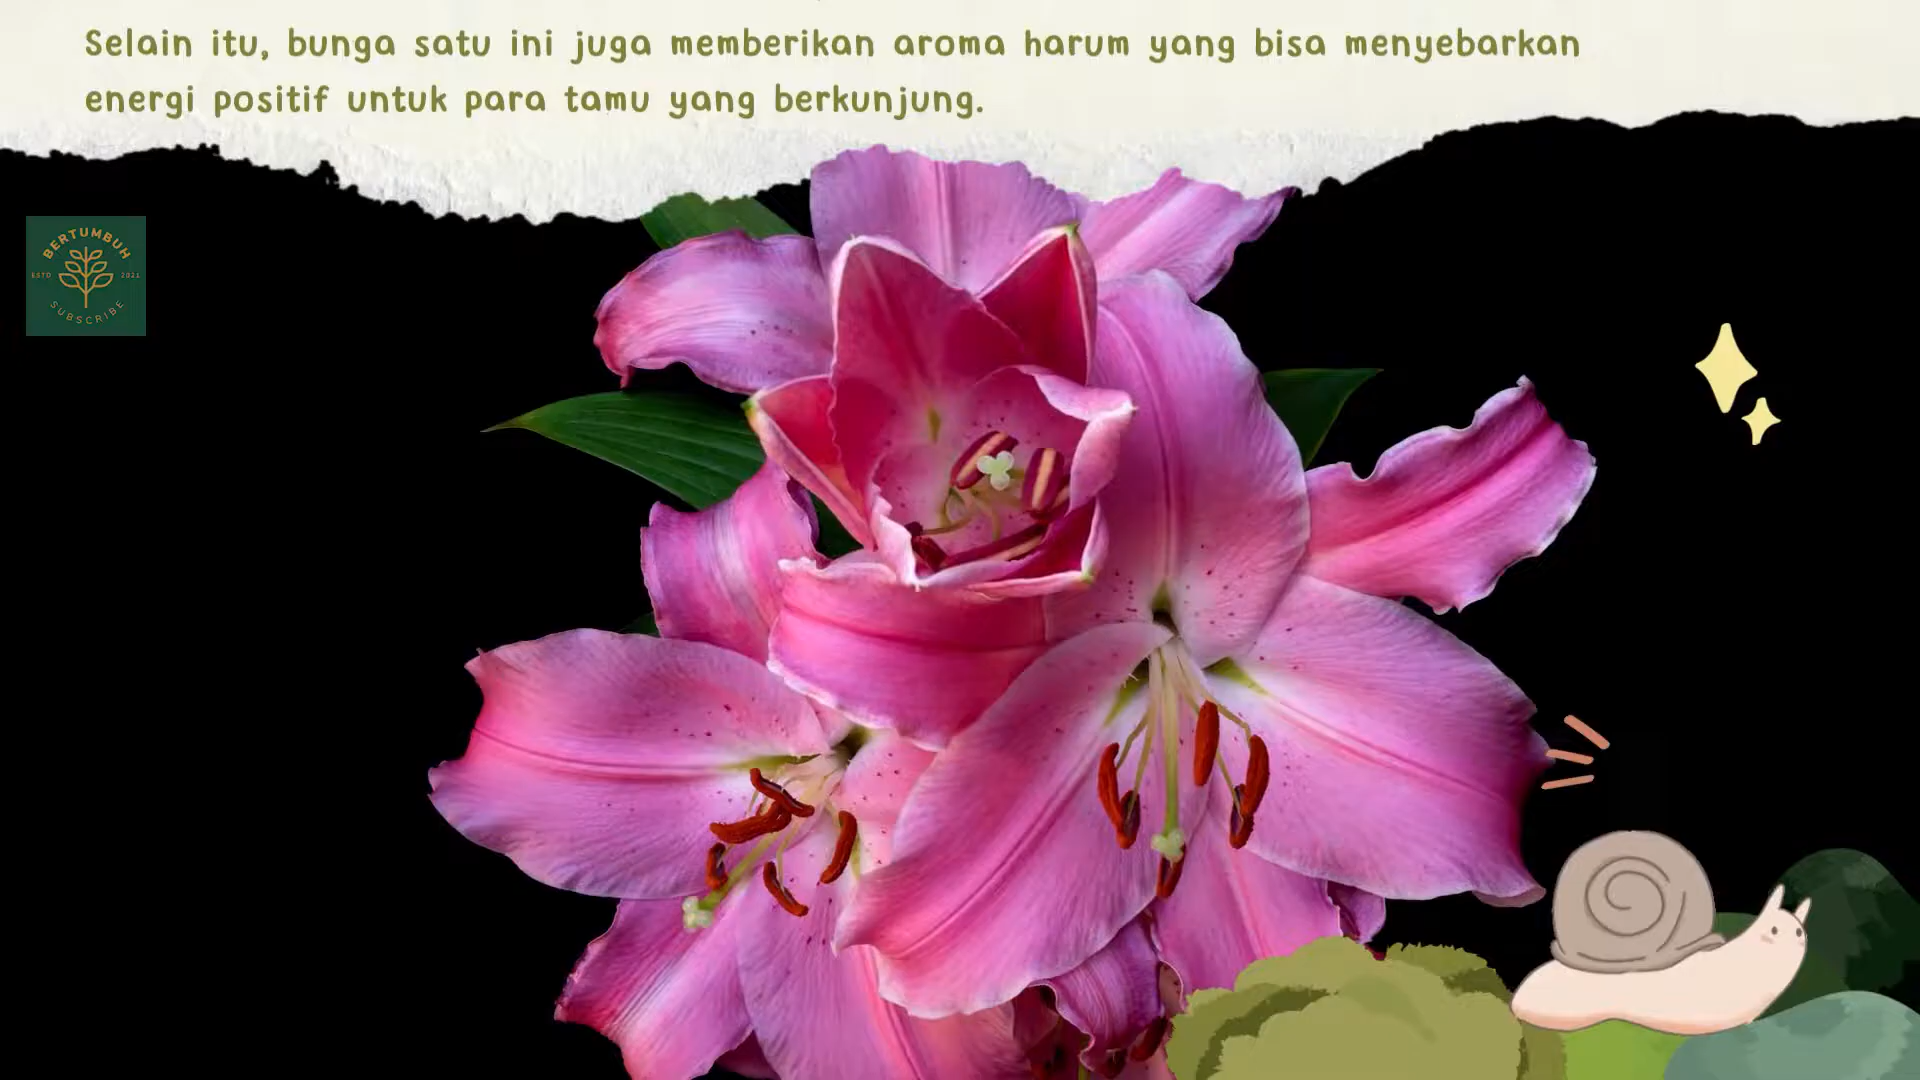 Selain itu, bunga satu ini juga memberikan aroma harum yang bisa menyebarkan
energi positif untuk para tamu yang berkunjung.
BERTUMBUH
ESTD 2021
SUBSCRIBE